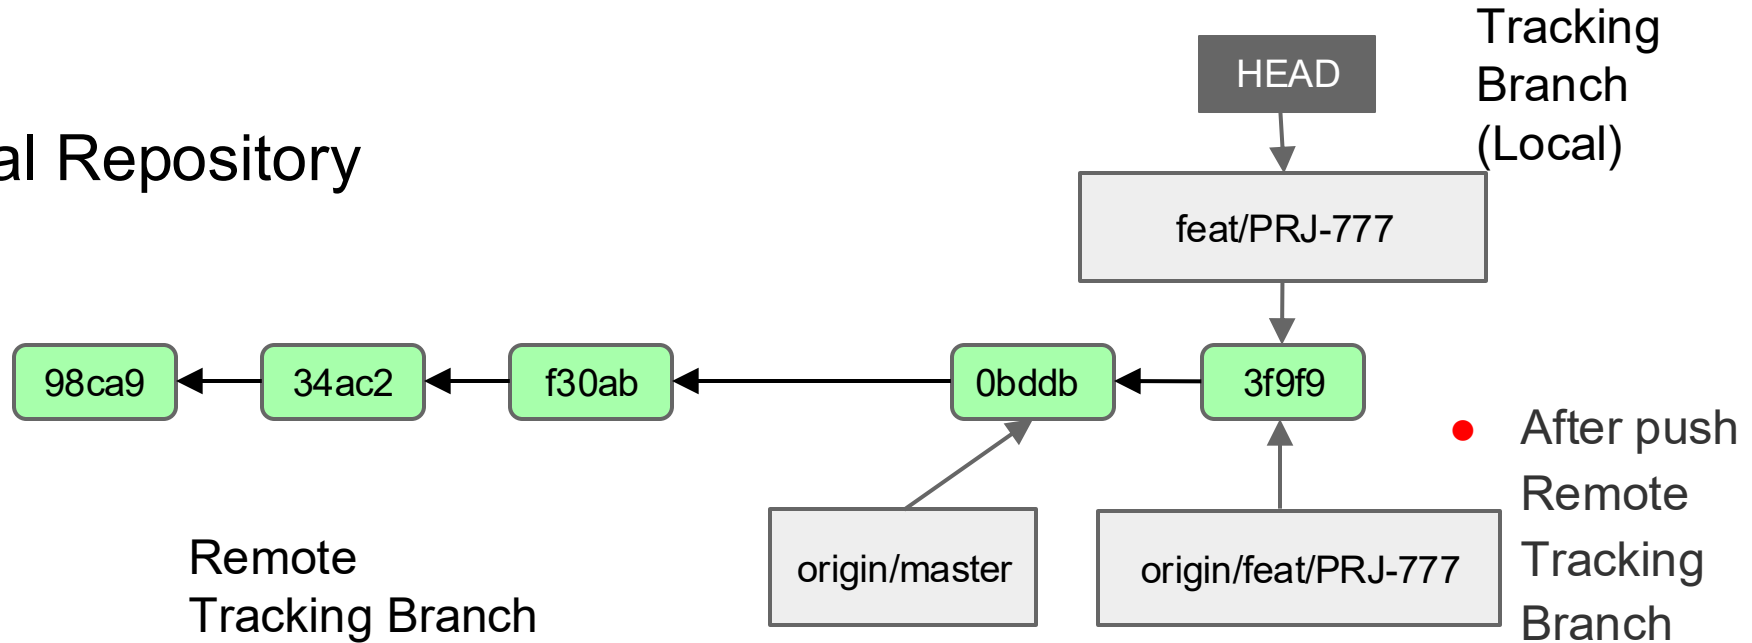 Tracking
Branch
(Local)
HEAD
al Repository
feat/PRJ-777
98ca9
34ac2
f30ab
0bddb
3f9f9
After push
Remote
Tracking
Branch
origin/master
origin/feat/PRJ-777
Remote
Tracking Branch